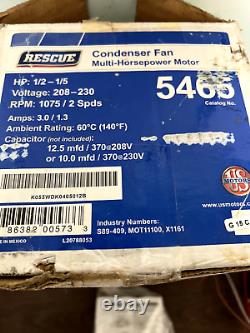 RESCUE
Condenser Fan
Multi-Horsepower Motor
HP: 1/2-1/5
Voltage: 208-230
RPM: 1075 / 2 Spds
5465
Catalog No.
Amps: 3.0 / 1.3
Ambient Rating: 60°C (140°F)
Capacitor (not included)
12.5 mfd / 370@208V
or 10.0 mfd / 370@230V
US
MOTORS
www.usmotors.
K055WDK0405012B
86382 00573 3
Industry Numbers:
S89-409, MOT11100, X1161
IN MEXICO
L20788053
G 15 C